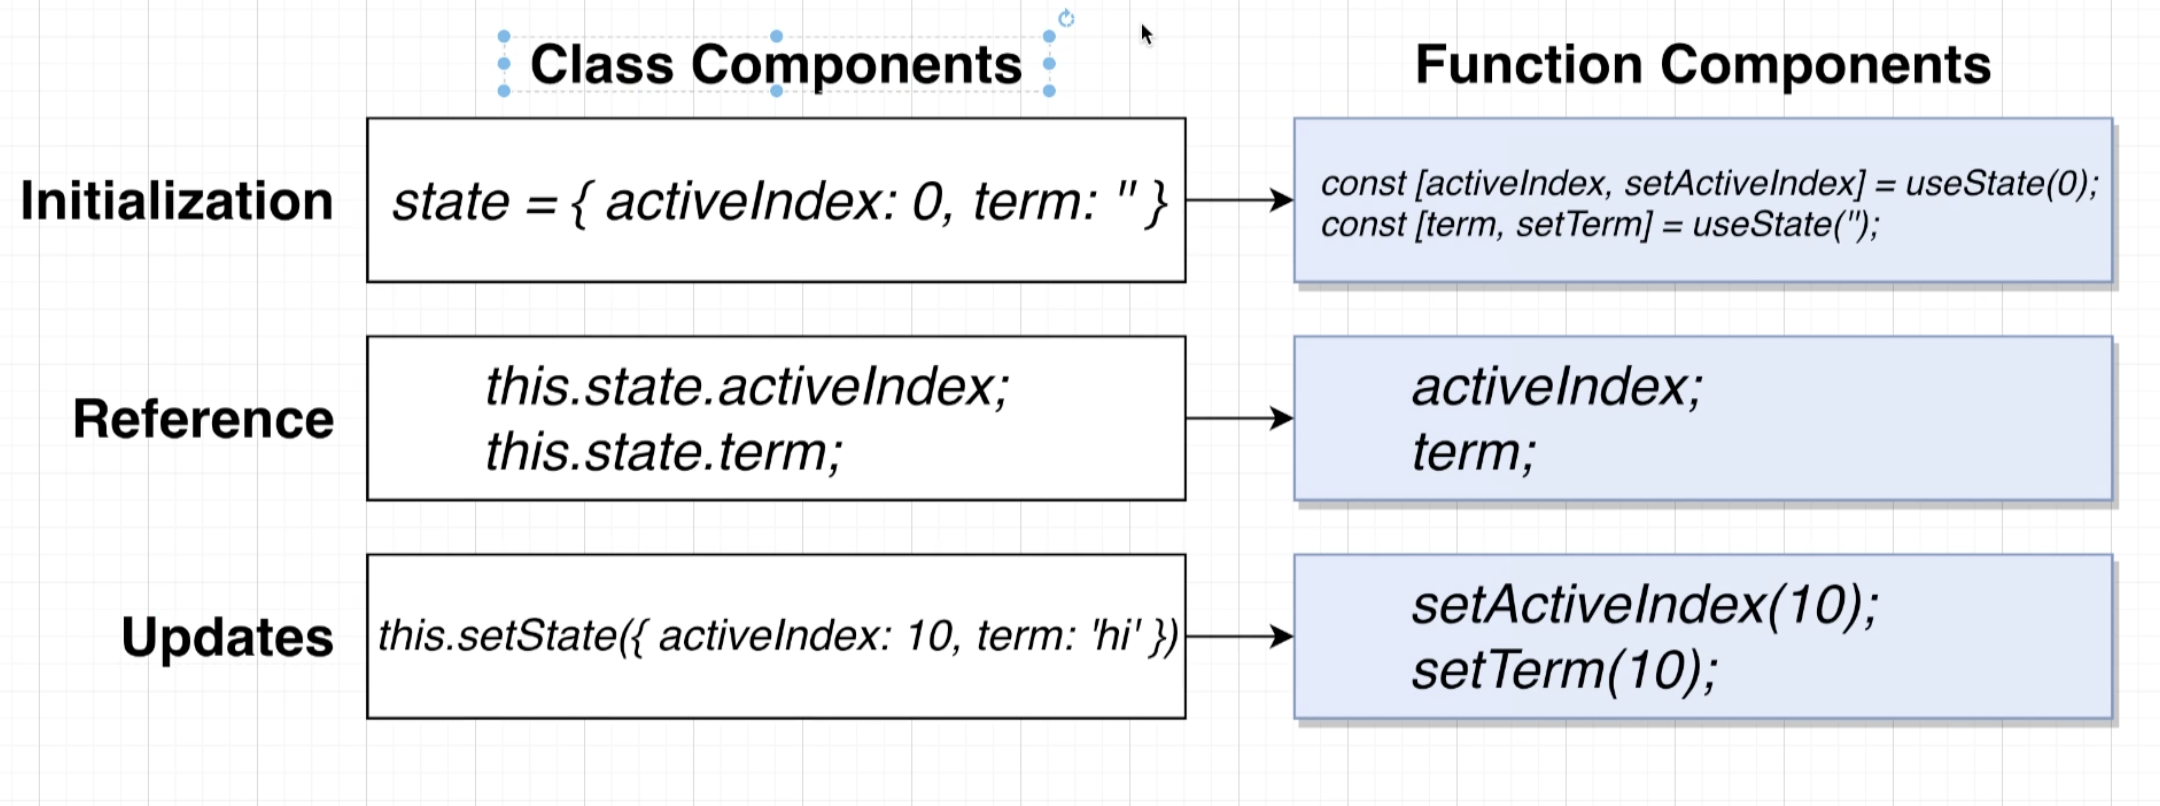 Class Components
Function Components
Initialization
state = { activeIndex: 0, term: '' }
const [activeIndex, setActiveIndex] = useState(0);
const [term, setTerm] = useState('');
Reference
this.state.activeIndex;
this.state.term;
activeIndex;
term;
Updates
this.setState({ activeIndex: 10, term: 'hi' })
setActiveIndex(10);
setTerm(10);